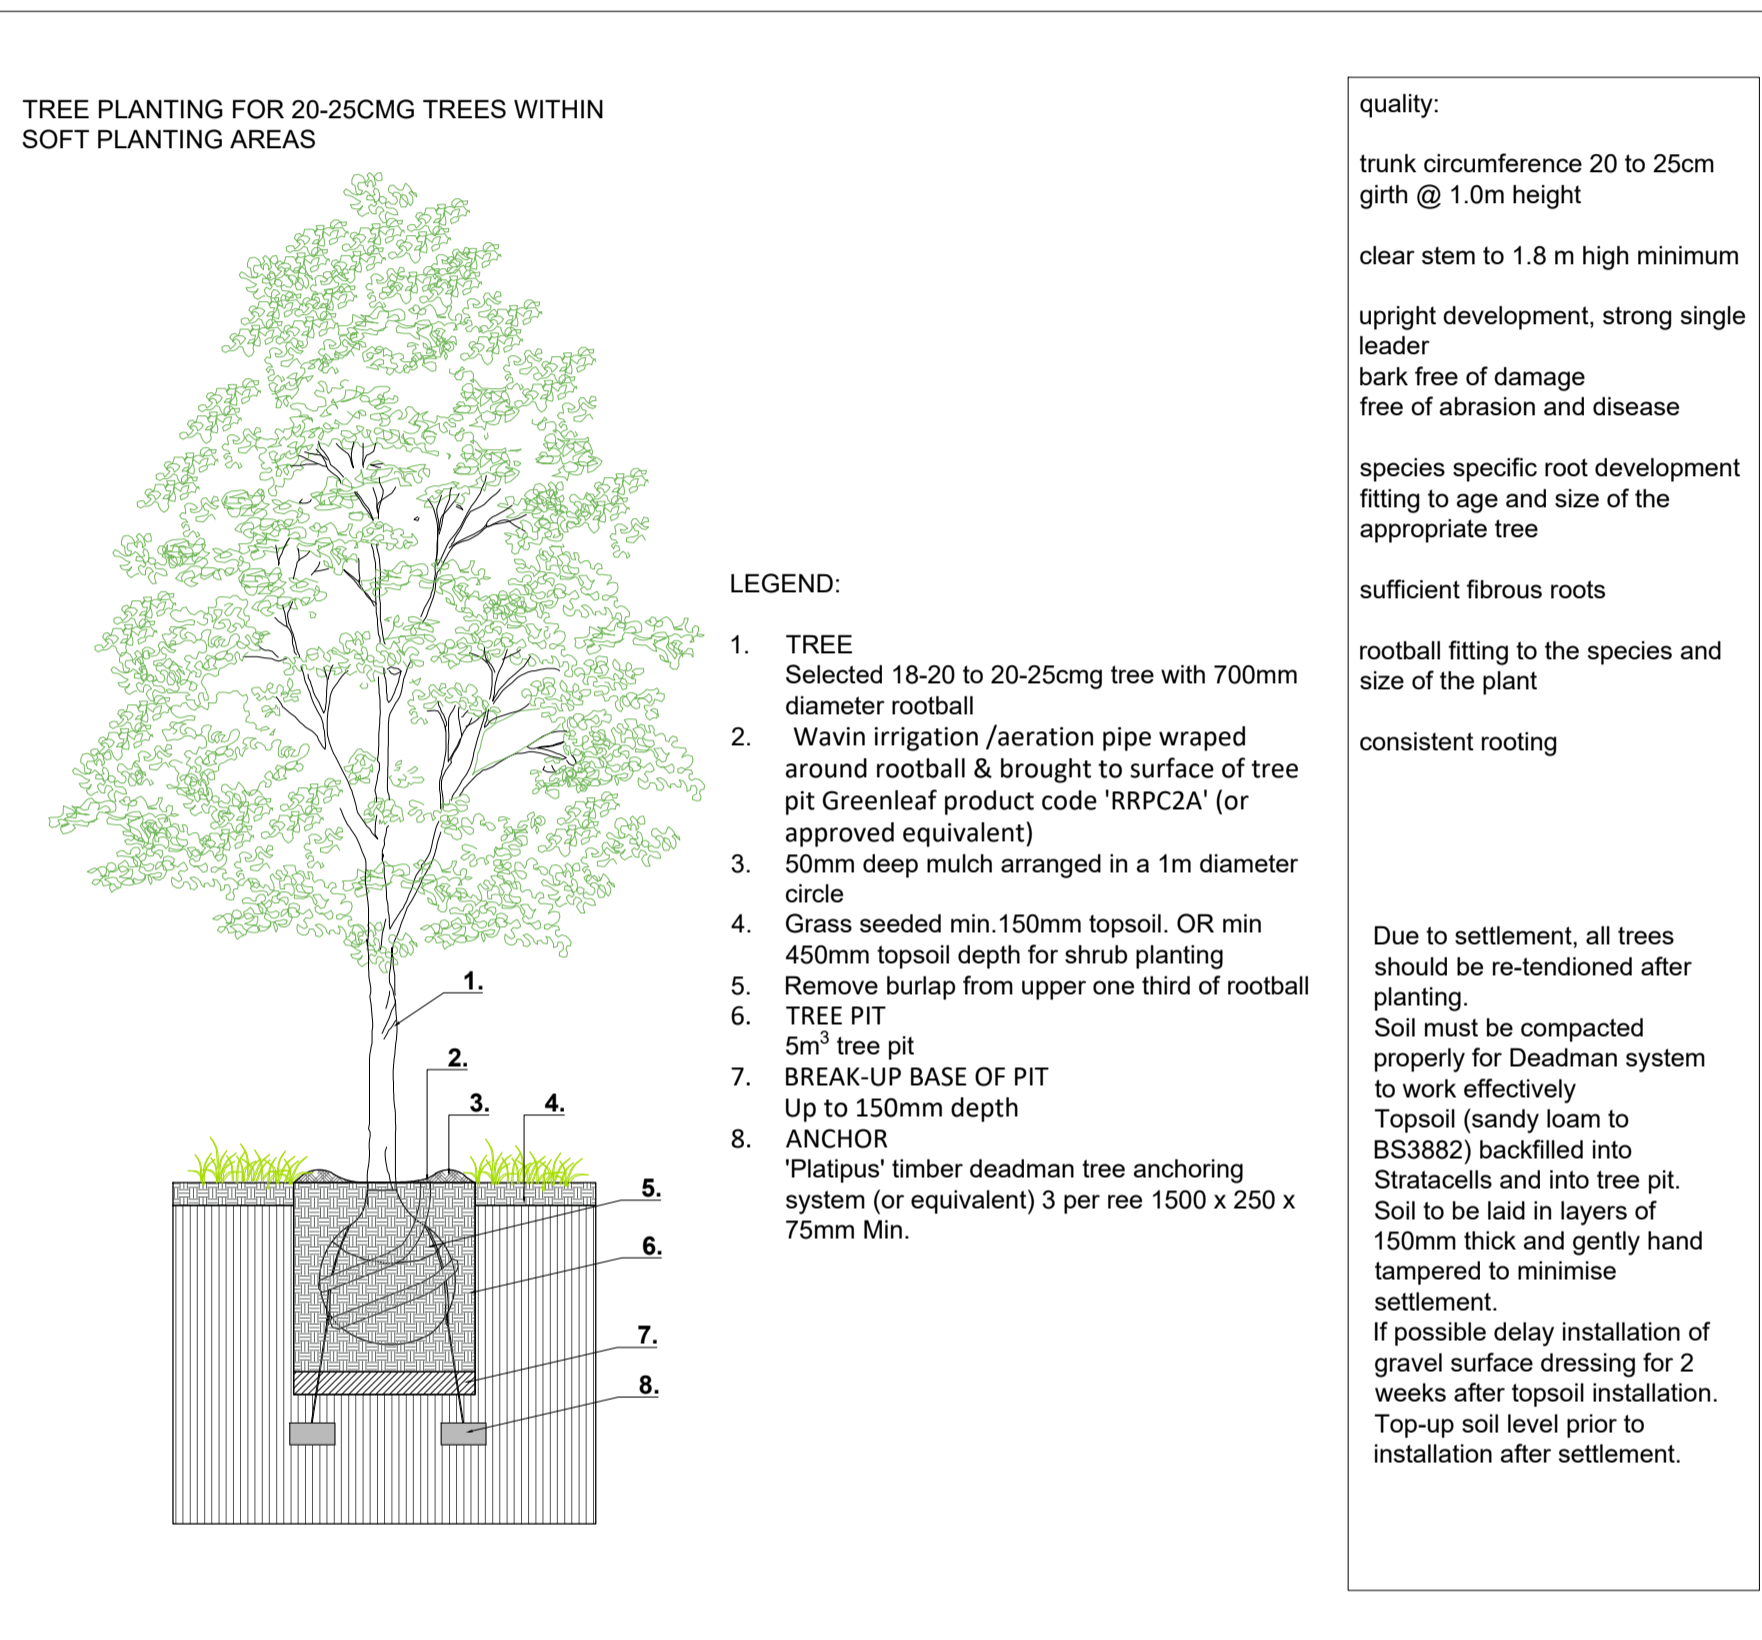 TREE PLANTING FOR 20-25CMG TREES WITHIN
SOFT PLANTING AREAS
1.
2.
3.
4.
5.
6.
7.
8.
LEGEND:
1. TREE
Selected 18-20 to 20-25cmg tree with 700mm
diameter rootball
2. Wavin irrigation /aeration pipe wraped
around rootball & brought to surface of tree
pit Greenleaf product code 'RRPC2A' (or
approved equivalent)
3. 50mm deep mulch arranged in a 1m diameter
circle
4. Grass seeded min.150mm topsoil. OR min
450mm topsoil depth for shrub planting
5. Remove burlap from upper one third of rootball
6. TREE PIT
5m³ tree pit
7. BREAK-UP BASE OF PIT
Up to 150mm depth
8. ANCHOR
'Platipus' timber deadman tree anchoring
system (or equivalent) 3 per ree 1500 x 250 x
75mm Min.
quality:
trunk circumference 20 to 25cm
girth @ 1.0m height
clear stem to 1.8 m high minimum
upright development, strong single
leader
bark free of damage
free of abrasion and disease
species specific root development
fitting to age and size of the
appropriate tree
sufficient fibrous roots
rootball fitting to the species and
size of the plant
consistent rooting
Due to settlement, all trees
should be re-tendioned after
planting.
Soil must be compacted
properly for Deadman system
to work effectively
Topsoil (sandy loam to
BS3882) backfilled into
Stratacells and into tree pit.
Soil to be laid in layers of
150mm thick and gently hand
tampered to minimise
settlement.
If possible delay installation of
gravel surface dressing for 2
weeks after topsoil installation.
Top-up soil level prior to
installation after settlement.